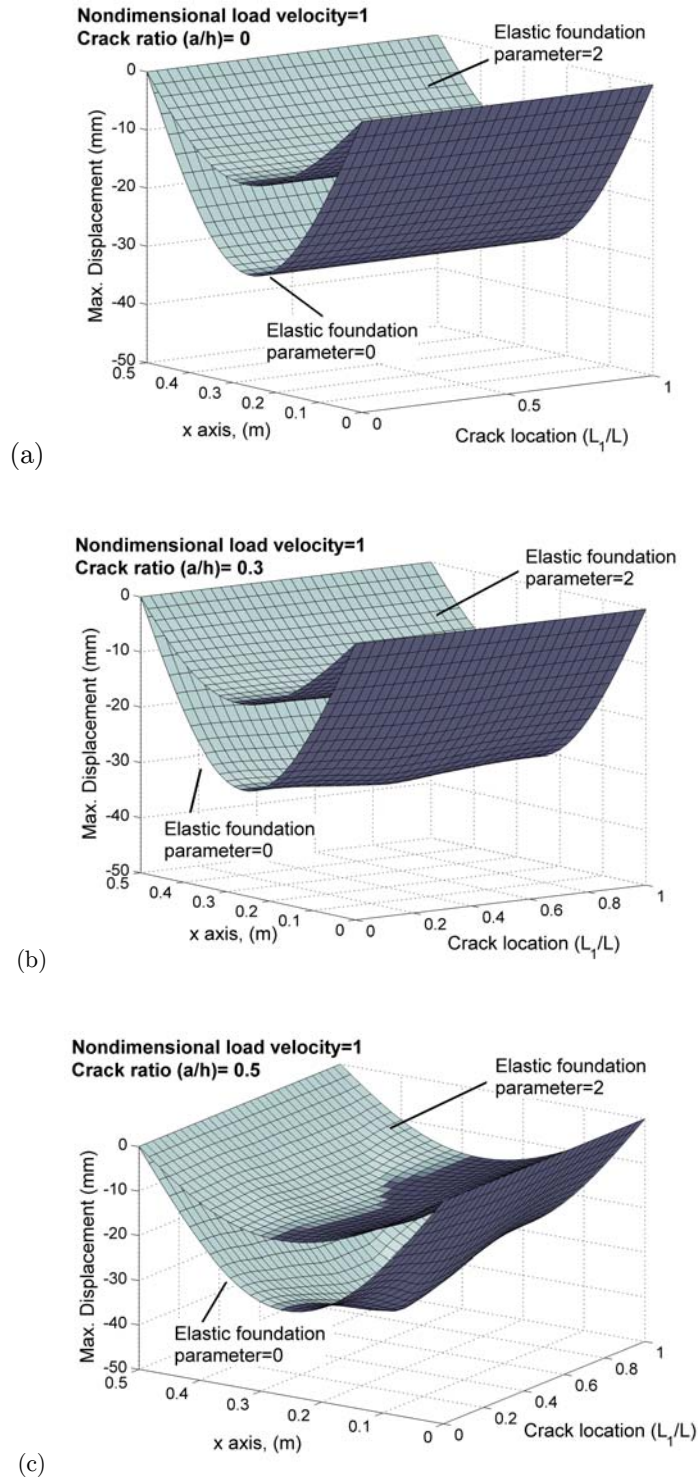 Nondimensional load velocity=1
Crack ratio (a/h)= 0
Elastic foundation
parameter=2
0
-10
-20
-30
-40
-50
Max. Displacement (mm)
Elastic foundation
parameter=0
0.5
0.4
0.3
0.2
0.1
0
x axis, (m)
0
0.5
1
Crack location (L₁/L)
(a)
Nondimensional load velocity=1
Crack ratio (a/h)= 0.3
Elastic foundation
parameter=2
0
-10
-20
-30
-40
-50
Max. Displacement (mm)
Elastic foundation
parameter=0
0.5
0.4
0.3
0.2
0.1
0
x axis, (m)
0
0.2
0.4
0.6
0.8
1
Crack location (L₁/L)
(b)
Nondimensional load velocity=1
Crack ratio (a/h)= 0.5
Elastic foundation
parameter=2
0
-10
-20
-30
-40
-50
Max. Displacement (mm)
Elastic foundation
parameter=0
0.5
0.4
0.3
0.2
0.1
0
x axis, (m)
0
0.2
0.4
0.6
0.8
1
Crack location (L₁/L)
(c)